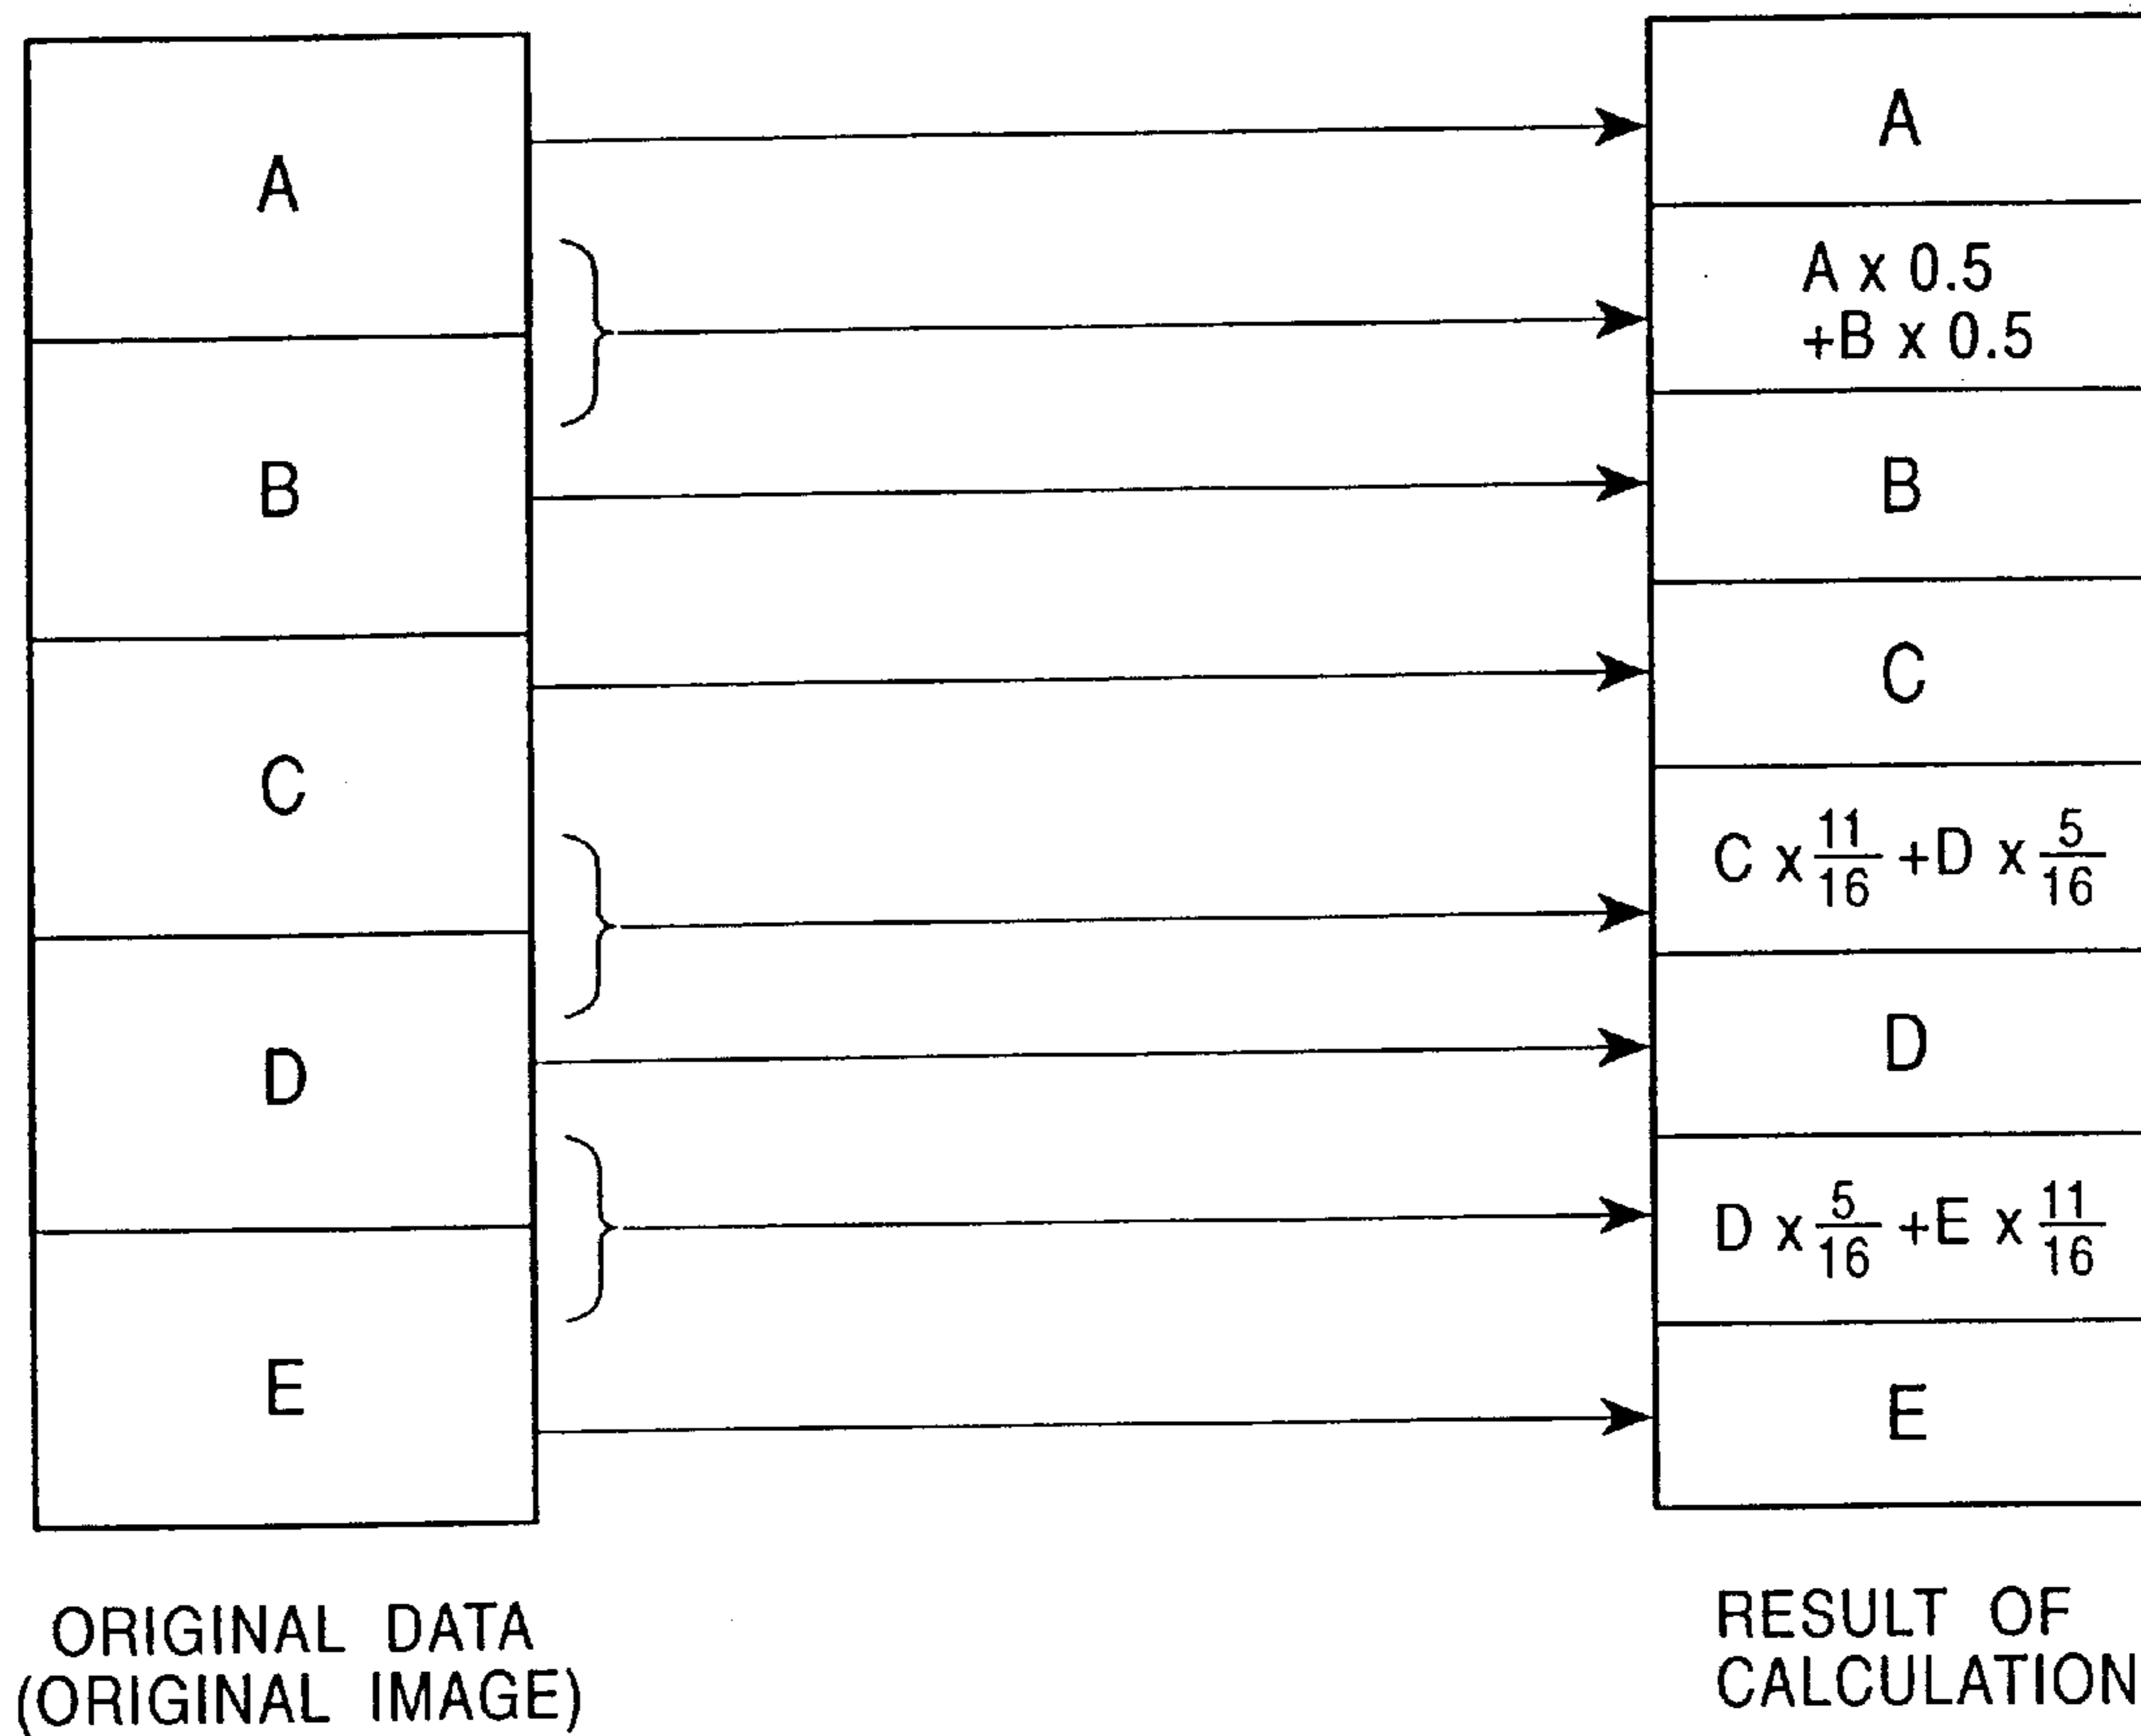 A
B
C
D
E
ORIGINAL DATA
(ORIGINAL IMAGE)
A
A x 0.5
+B x 0.5
B
C
C x 11/16 +D x 5/16
D
D x 5/16 +E x 11/16
E
RESULT OF
CALCULATION